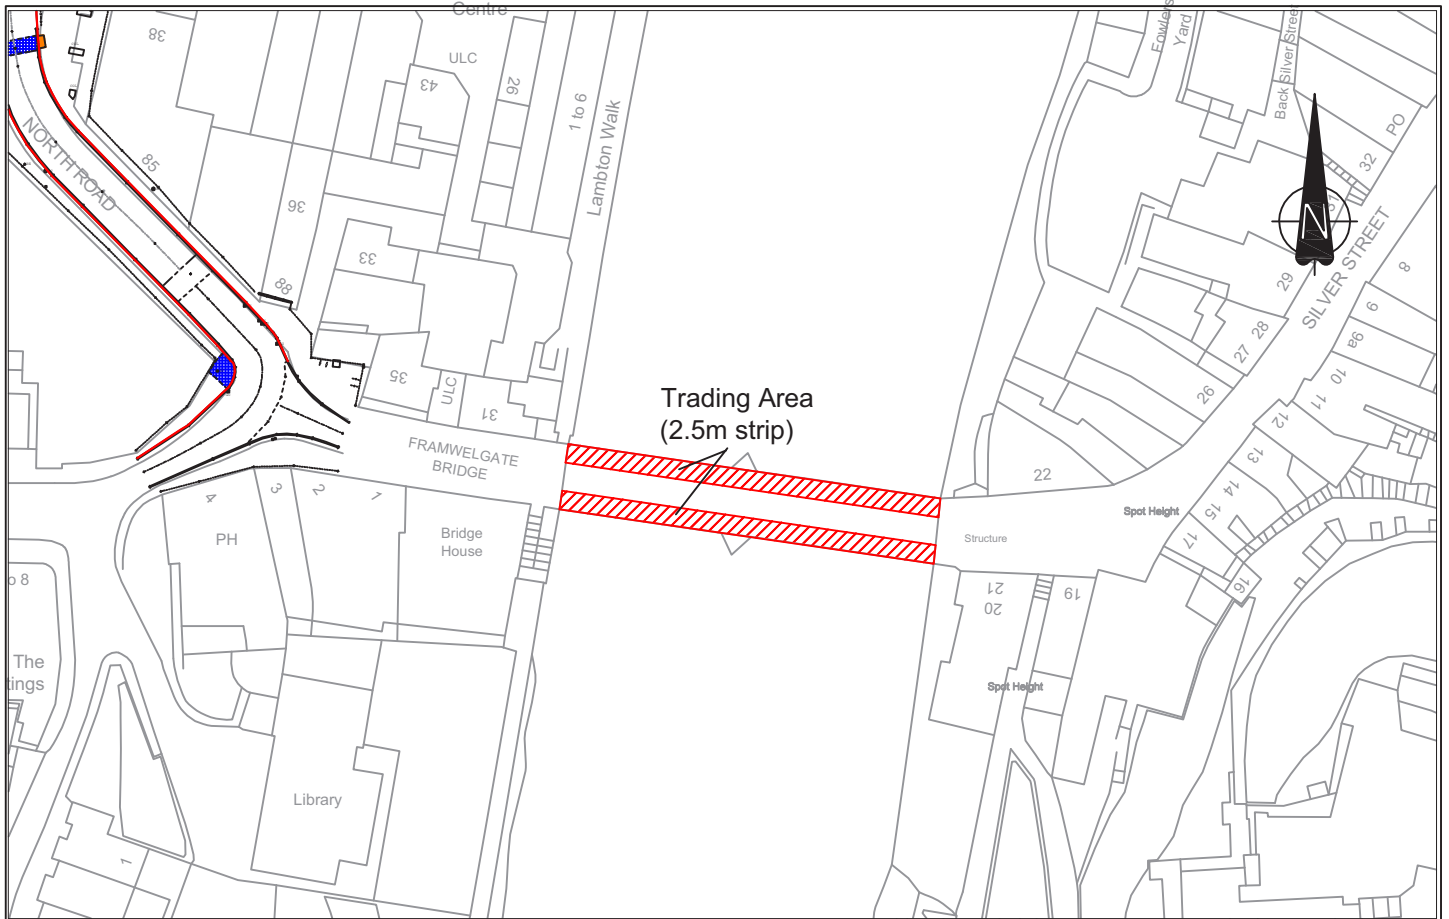 Centre
38
ULC
43
26
1 to 6
Lambton Walk
Fowlers
Yard
Back Silver Street
PO
32
31
NORTH ROAD
85
36
33
88
35
ULC
31
N
SILVER STREET
29
28
27
26
8
9
9a
10
11
12
13
14
15
17
16
Trading Area
(2.5m strip)
FRAMWELGATE
BRIDGE
22
Spot Height
Structure
4
3
2
1
PH
Bridge
House
21
20
19
Spot Height
o 8
The
tings
Library
1